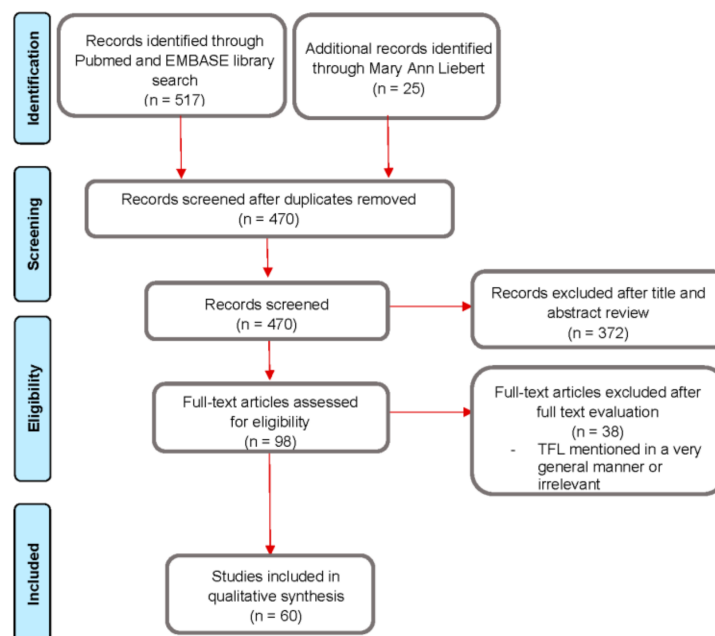 Identification
Records identified through
Pubmed and EMBASE library
search
(n = 517)
Additional records identified
through Mary Ann Liebert
(n = 25)
Screening
Records screened after duplicates removed
(n = 470)
Records screened
(n = 470)
Records excluded after title and
abstract review
(n = 372)
Eligibility
Full-text articles assessed
for eligibility
(n = 98)
Full-text articles excluded after
full text evaluation
(n = 38)
- TFL mentioned in a very
general manner or
irrelevant
Included
Studies included in
qualitative synthesis
(n = 60)